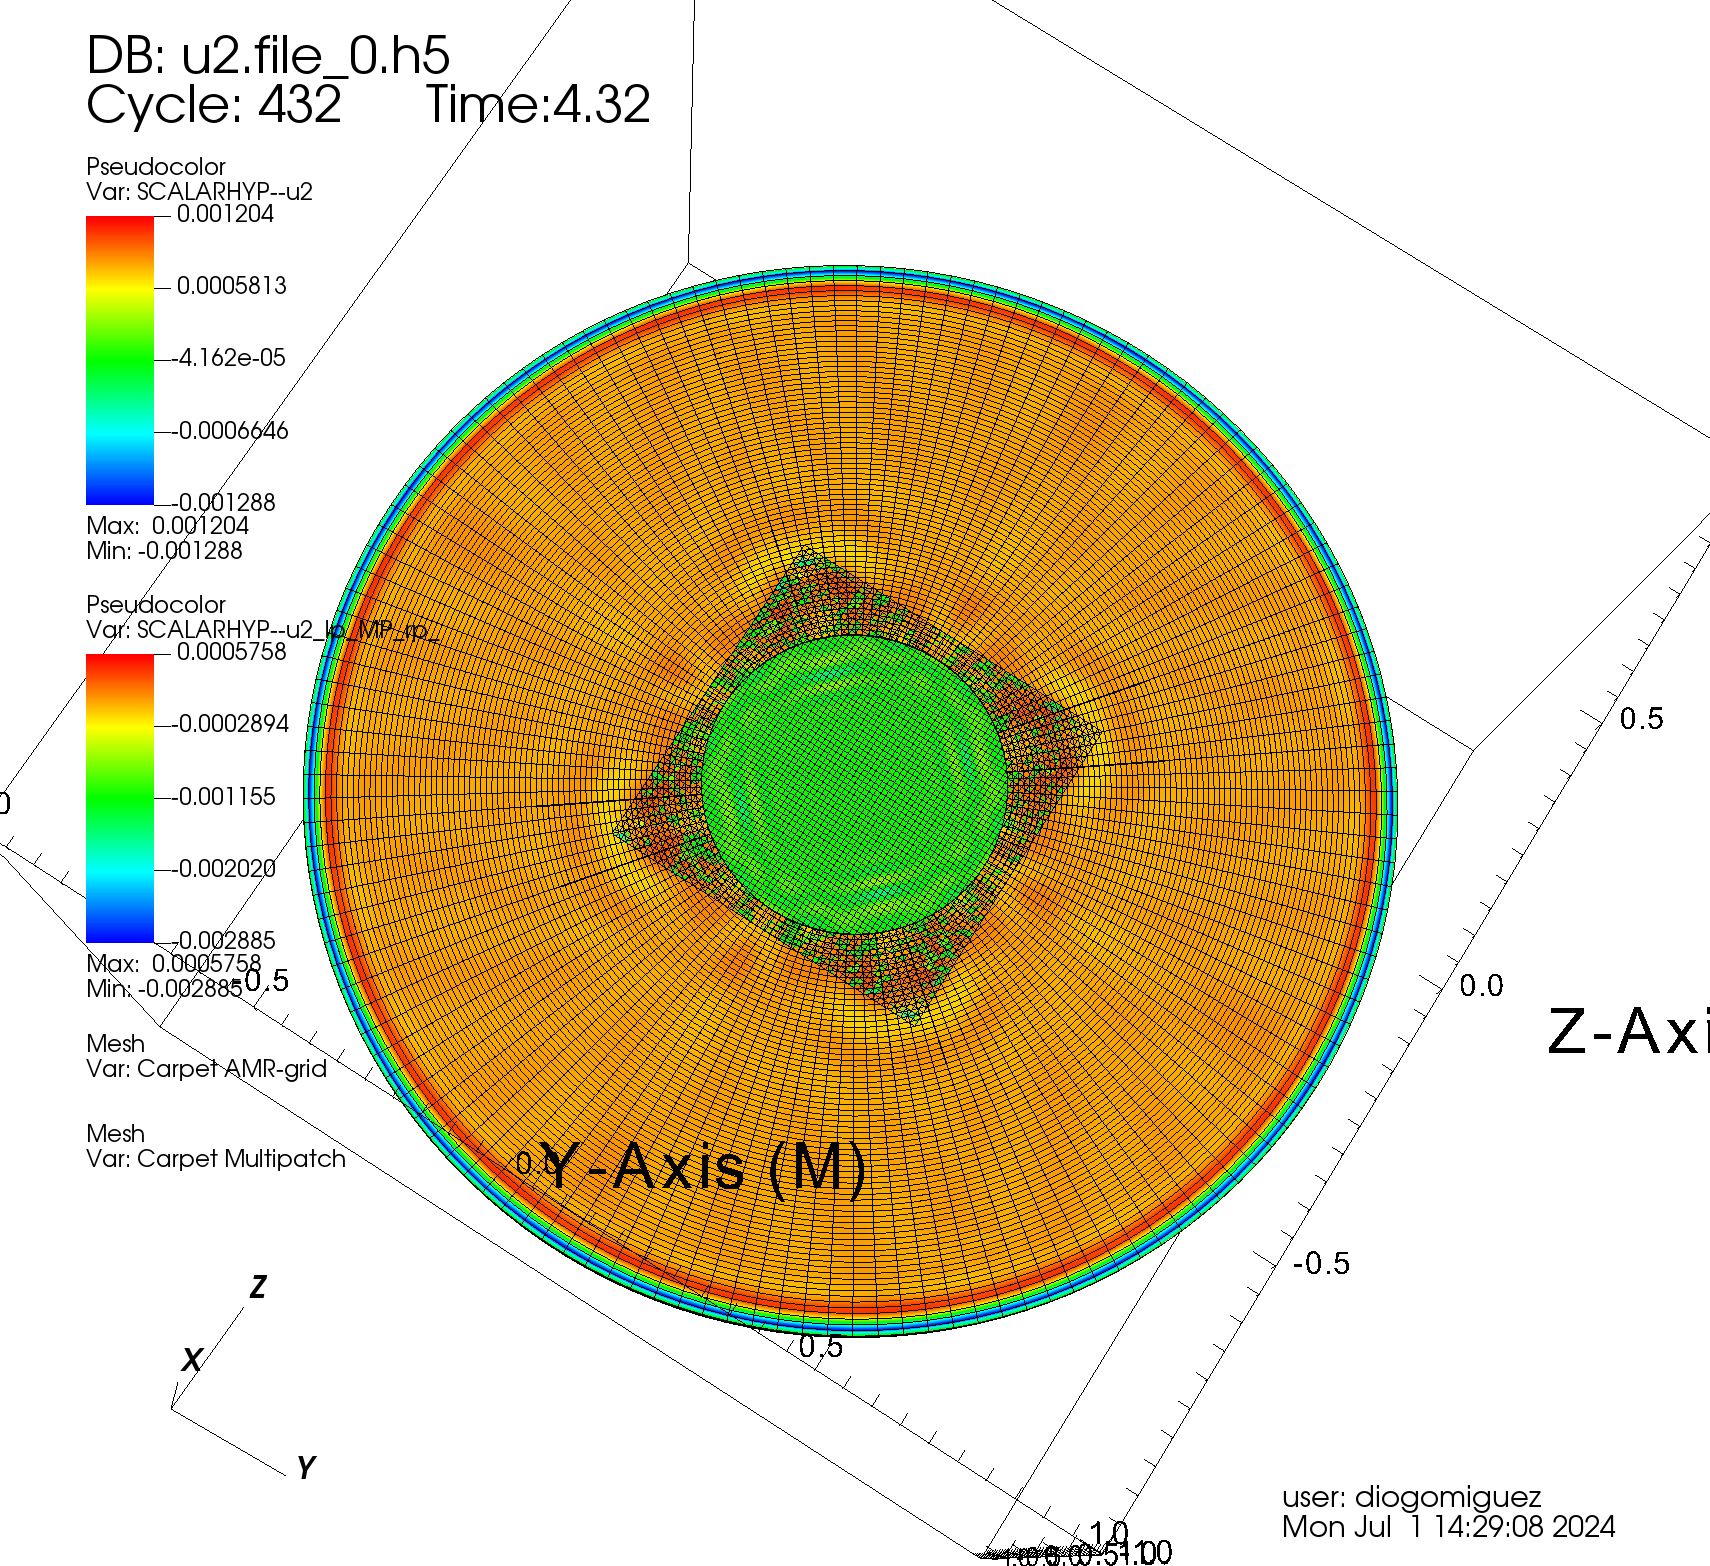 DB: u2.file_0.h5
Cycle: 432 Time:4.32
Pseudocolor
Var: SCALARHYP--u2
0.001204
0.0005813
-4.162e-05
-0.0006646
-0.001288
Max: 0.001204
Min: -0.001288
Pseudocolor
Var: SCALARHYP--u2_lp_MP_rp_
0.0005758
-0.0002894
-0.001155
-0.002020
-0.002885
Max: 0.0005758
Min: -0.002885
Mesh
Var: Carpet AMR-grid
Mesh
Var: Carpet Multipatch
0.5
0.0
Z-Axi
-0.5
-0.5
0.0
Y-Axis (M)
0.5
1.0
Z
X
Y
user: diogomiguez
Mon Jul 1 14:29:08 2024